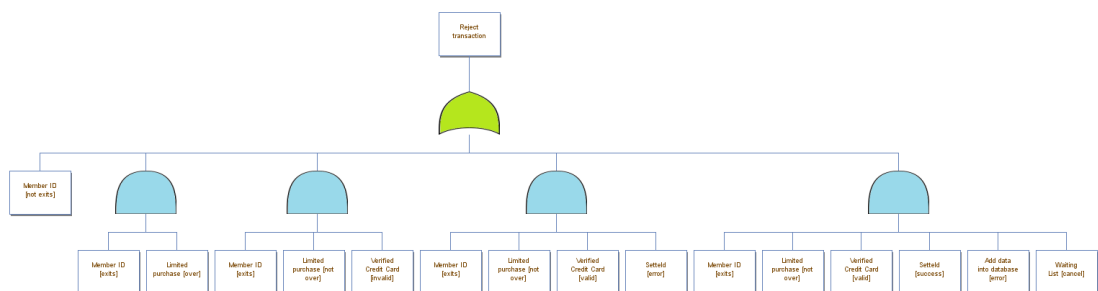 Reject
transaction
Member ID
[not exits]
Member ID
[exits]
Limited
purchase [over]
Member ID
[exits]
Limited
purchase [not
over]
Verified
Credit Card
[invalid]
Member ID
[exits]
Limited
purchase [not
over]
Verified
Credit Card
[valid]
Setteld
[error]
Member ID
[exits]
Limited
purchase [not
over]
Verified
Credit Card
[valid]
Setteld
[success]
Add data
into database
[error]
Waiting
List [cancel]